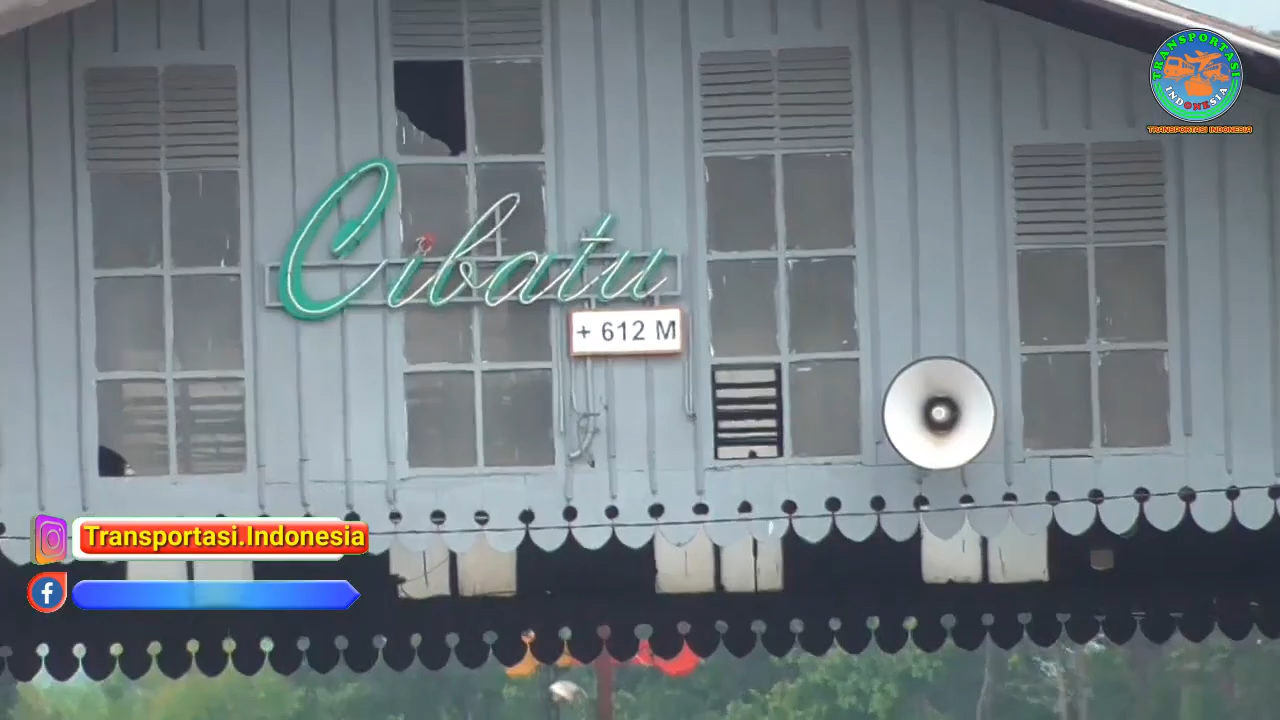 TRANSPORTASI
INDONESIA
TRANSPORTASI INDONESIA
Cibatu
+ 612 M
Transportasi.Indonesia